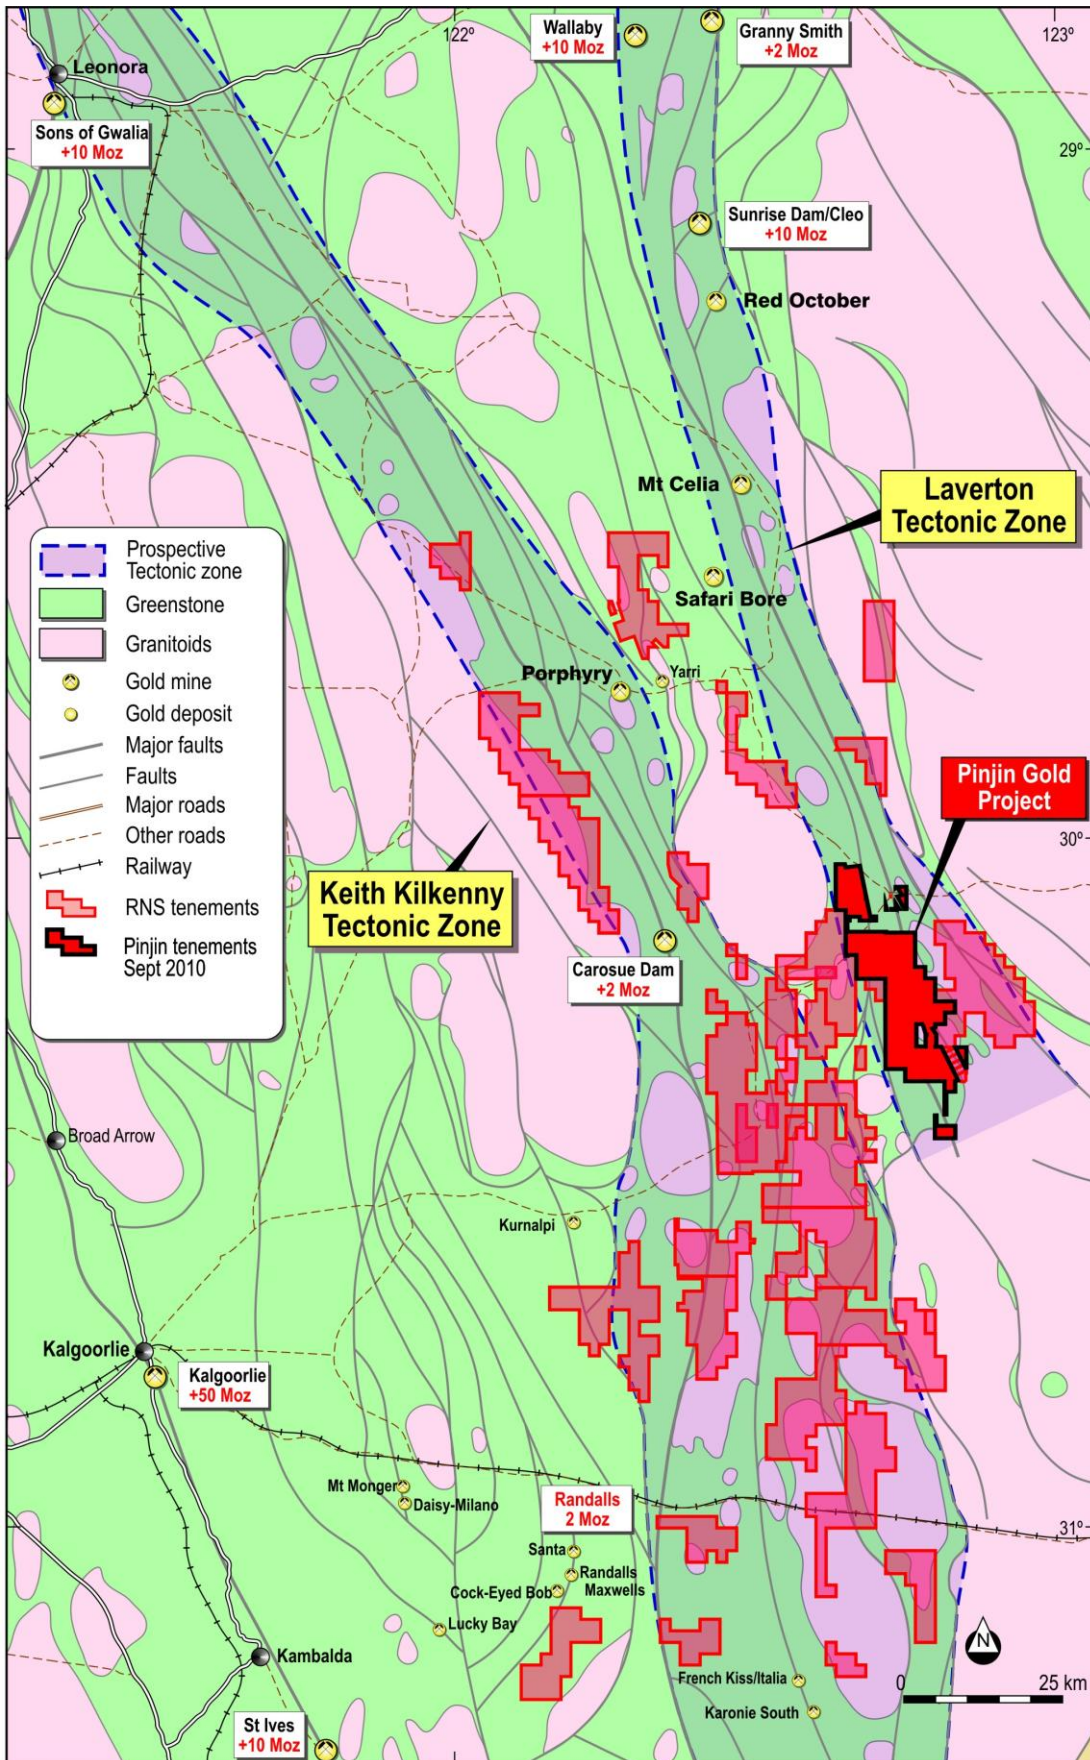 122º
123º
Wallaby
+10 Moz
Granny Smith
+2 Moz
Leonora
Sons of Gwalia
+10 Moz
29º
Sunrise Dam/Cleo
+10 Moz
Red October
Mt Celia
Laverton
Tectonic Zone
Safari Bore
Porphyry
Yarri
Prospective
Tectonic zone
Greenstone
Granitoids
Gold mine
Gold deposit
Major faults
Faults
Major roads
Other roads
Railway
RNS tenements
Pinjin tenements
Sept 2010
Pinjin Gold
Project
30º
Keith Kilkenny
Tectonic Zone
Carosue Dam
+2 Moz
Broad Arrow
Kurnalpi
Kalgoorlie
Kalgoorlie
+50 Moz
Mt Monger
Daisy-Milano
Randalls
2 Moz
31º
Santa
Randalls
Maxwells
Cock-Eyed Bob
Lucky Bay
Kambalda
N
French Kiss/Italia
0 25 km
Karonie South
St Ives
+10 Moz